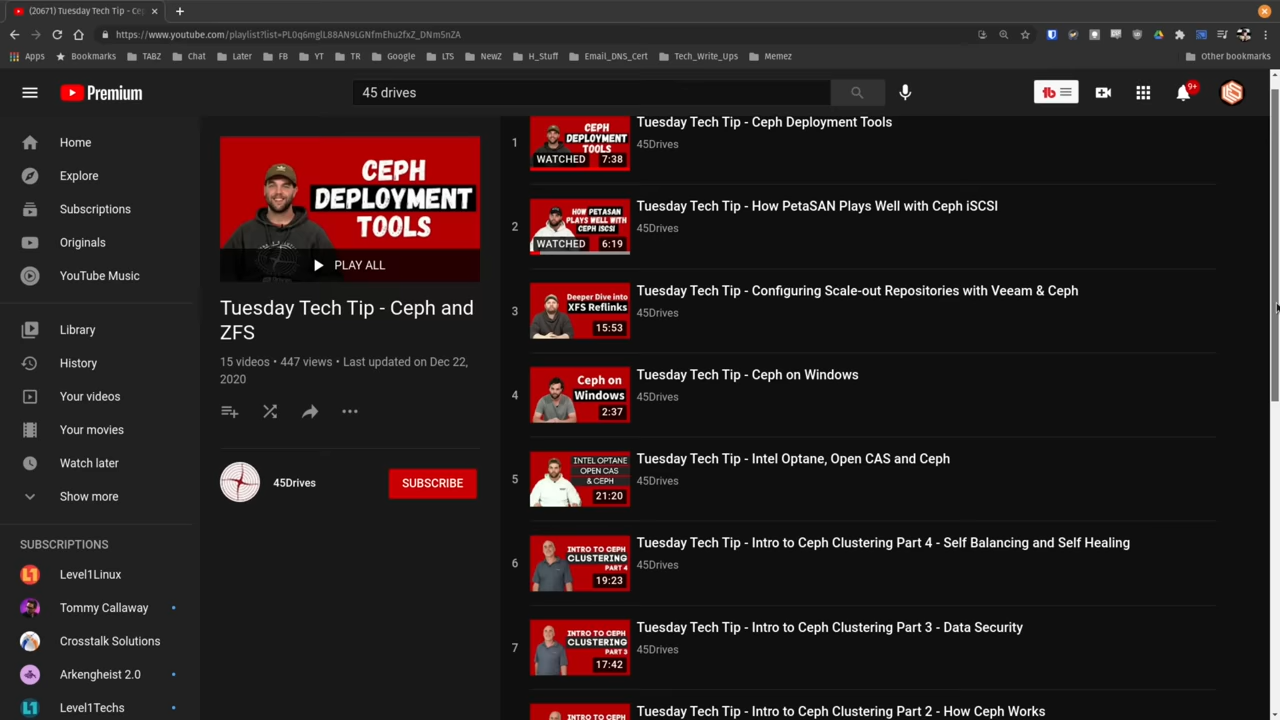 (20671) Tuesday Tech Tip - Ce
https://www.youtube.com/playlist?list=PL0q6mglL88AN9LGNfmEhu2fxZ_DNm5nZA
Apps Bookmarks TABZ Chat Later FB YT TR Google LTS NewZ H_Stuff Email_DNS_Cert Tech_Write_Ups Memez Other bookmarks
Premium
45 drives
9+
Home
Explore
Subscriptions
Originals
YouTube Music
Library
History
Your videos
Your movies
Watch later
Show more
SUBSCRIPTIONS
Level1Linux
Tommy Callaway
Crosstalk Solutions
Arkengheist 2.0
Level1Techs
CEPH
DEPLOYMENT
TOOLS
PLAY ALL
Tuesday Tech Tip - Ceph and
ZFS
15 videos • 447 views • Last updated on Dec 22,
2020
45Drives
SUBSCRIBE
1
CEPH
DEPLOYMENT
TOOLS
WATCHED 7:38
Tuesday Tech Tip - Ceph Deployment Tools
45Drives
2
HOW PETASAN
PLAYS WELL WITH
CEPH ISCSI
WATCHED 6:19
Tuesday Tech Tip - How PetaSAN Plays Well with Ceph iSCSI
45Drives
3
Deeper Dive into
XFS Reflinks
15:53
Tuesday Tech Tip - Configuring Scale-out Repositories with Veeam & Ceph
45Drives
4
Ceph on
Windows
2:37
Tuesday Tech Tip - Ceph on Windows
45Drives
5
INTEL OPTANE,
OPEN CAS
& CEPH
21:20
Tuesday Tech Tip - Intel Optane, Open CAS and Ceph
45Drives
6
INTRO TO CEPH
CLUSTERING
PART 4
19:23
Tuesday Tech Tip - Intro to Ceph Clustering Part 4 - Self Balancing and Self Healing
45Drives
7
INTRO TO CEPH
CLUSTERING
PART 3
17:42
Tuesday Tech Tip - Intro to Ceph Clustering Part 3 - Data Security
45Drives
INTRO TO CEPH
Tuesday Tech Tip - Intro to Ceph Clustering Part 2 - How Ceph Works